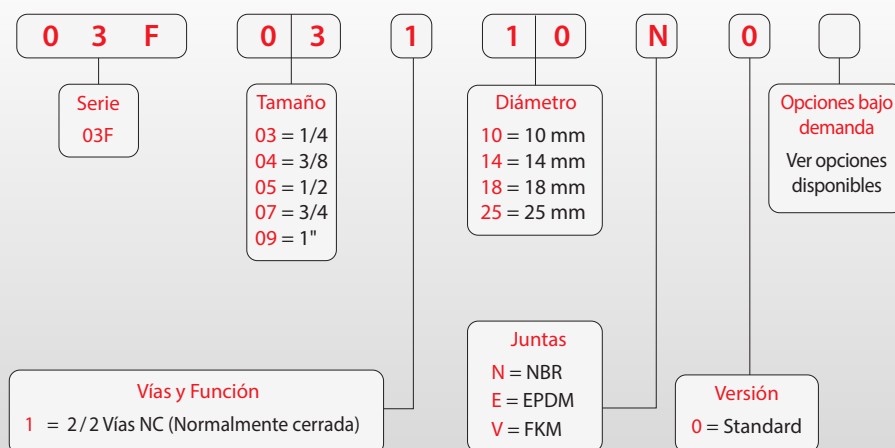 0 3 F 0 3 1 1 0 N 0
Serie
03F
Tamaño
03 = 1/4
04 = 3/8
05 = 1/2
07 = 3/4
09 = 1"
Diámetro
10 = 10 mm
14 = 14 mm
18 = 18 mm
25 = 25 mm
Opciones bajo
demanda
Ver opciones
disponibles
Vías y Función
1 = 2/2 Vías NC (Normalmente cerrada)
Juntas
N = NBR
E = EPDM
V = FKM
Versión
0 = Standard